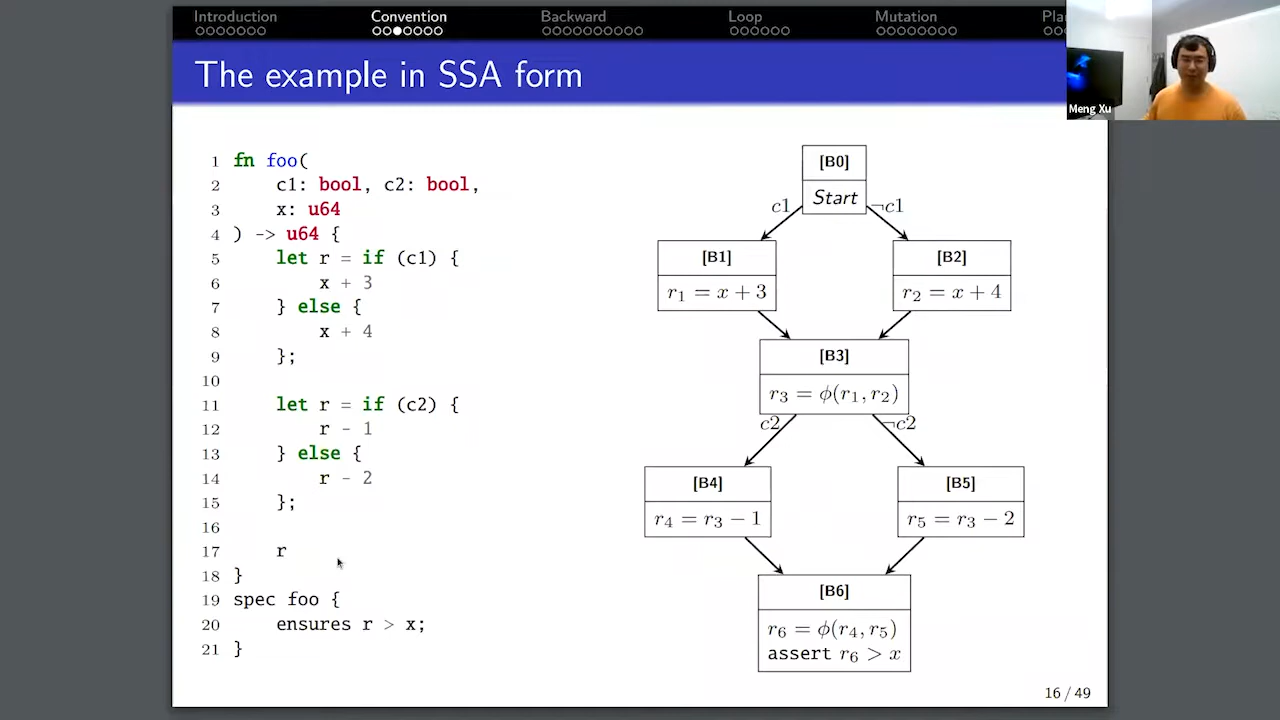 Introduction Convention Backward Loop Mutation
Meng Xu
The example in SSA form
1 fn foo(
2 c1: bool, c2: bool,
3 x: u64
4 ) -> u64 {
5 let r = if (c1) {
6 x + 3
7 } else {
8 x + 4
9 };
10
11 let r = if (c2) {
12 r - 1
13 } else {
14 r - 2
15 };
16
17 r
18 }
19 spec foo {
20 ensures r > x;
21 }
[B0]
Start
c1 ¬c1
[B1]
r₁ = x + 3
[B2]
r₂ = x + 4
[B3]
r₃ = ϕ(r₁, r₂)
c2 ¬c2
[B4]
r₄ = r₃ − 1
[B5]
r₅ = r₃ − 2
[B6]
r₆ = ϕ(r₄, r₅)
assert r₆ > x
16 / 49